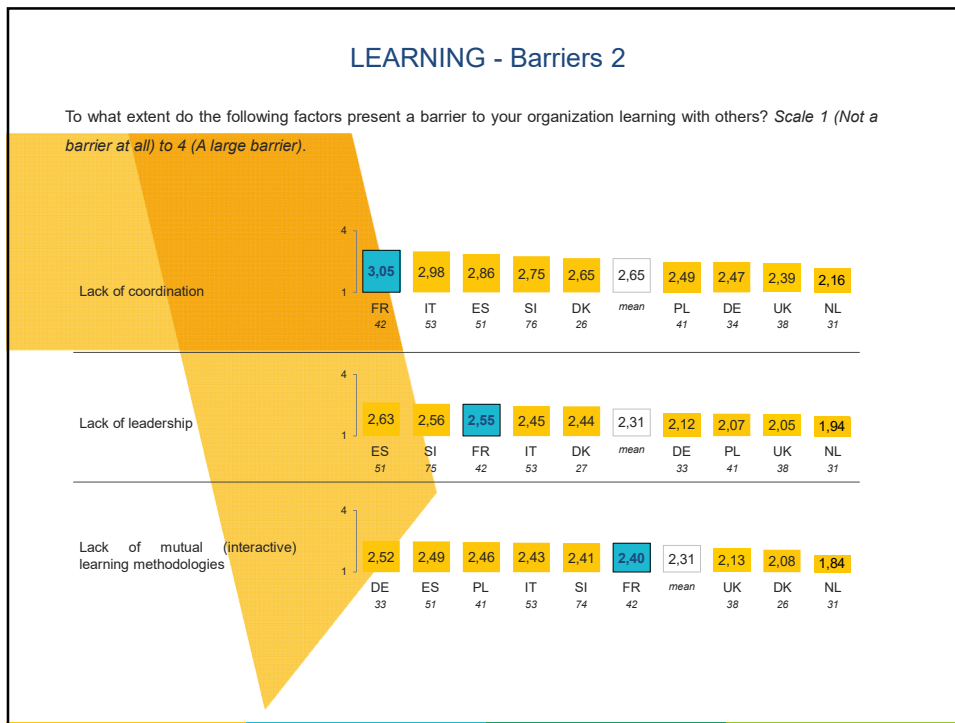 LEARNING - Barriers 2
To what extent do the following factors present a barrier to your organization learning with others? Scale 1 (Not a
barrier at all) to 4 (A large barrier).
4
3,05 2,98 2,86 2,75 2,65 2,65 2,49 2,47 2,39 2,16
Lack of coordination
1
FR IT ES SI DK mean PL DE UK NL
42 53 51 76 26 41 34 38 31
4
Lack of leadership
2,63 2,56 2,55 2,45 2,44 2,31 2,12 2,07 2,05 1,94
1
ES SI FR IT DK mean DE PL UK NL
51 75 42 53 27 33 41 38 31
4
Lack of mutual (interactive)
learning methodologies
2,52 2,49 2,46 2,43 2,41 2,40 2,31 2,13 2,08 1,84
1
DE ES PL IT SI FR mean UK DK NL
33 51 41 53 74 42 38 26 31